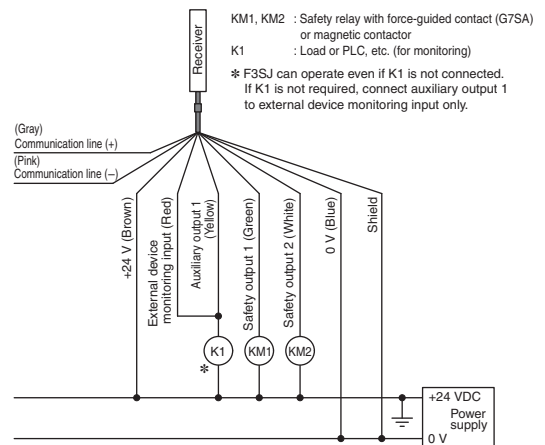 KM1, KM2 : Safety relay with force-guided contact (G7SA)
or magnetic contactor
K1 : Load or PLC, etc. (for monitoring)
* F3SJ can operate even if K1 is not connected.
If K1 is not required, connect auxiliary output 1
to external device monitoring input only.
Receiver
(Gray)
Communication line (+)
(Pink)
Communication line (–)
+24 V (Brown)
External device
monitoring input (Red)
Auxiliary output 1
(Yellow)
Safety output 1 (Green)
Safety output 2 (White)
0 V (Blue)
Shield
K1
KM1
KM2
*
+24 VDC
Power
supply
0 V